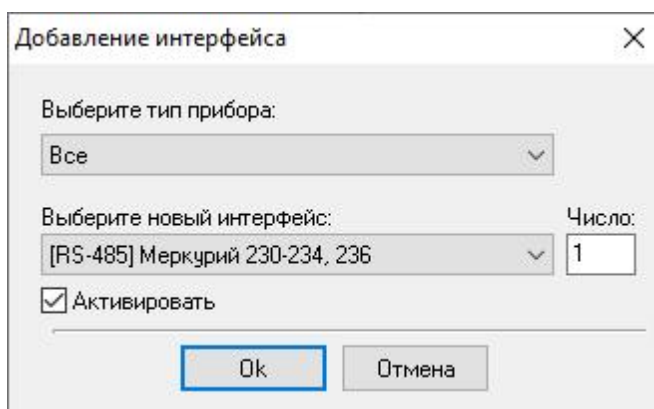 Добавление интерфейса
Выберите тип прибора:
Все
Выберите новый интерфейс: Число:
[RS-485] Меркурий 230-234, 236 1
Активировать
Ok Отмена